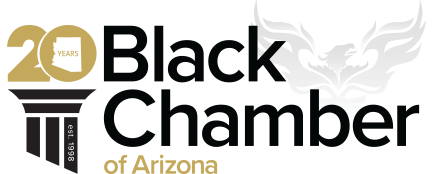 20
YEARS
Black
Chamber
of Arizona
est. 1998